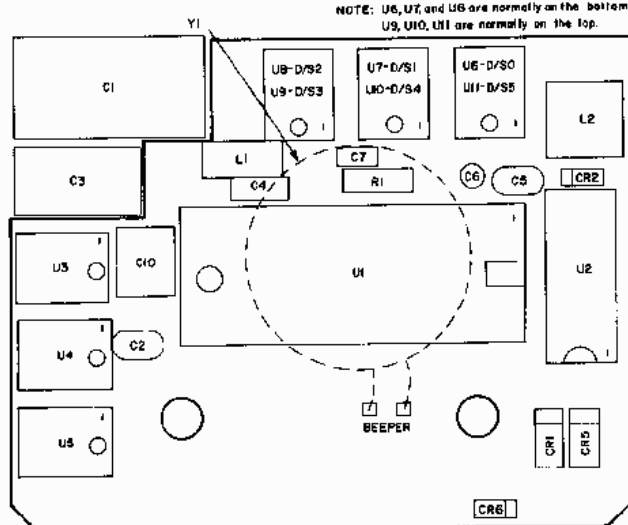 NOTE: U6, U7, and U8 are normally on the bottom
U9, U10, U11 are normally on the top.
Y1
C1
U8-D/S2
U9-D/S3
U7-D/S1
U10-D/S4
U6-D/S0
U11-D/S5
L2
L1
C7
C3
C4
R1
C6
C5
CR2
U3
C10
U1
U2
U4
C2
BEEPER
U5
CR1
CR5
CR6